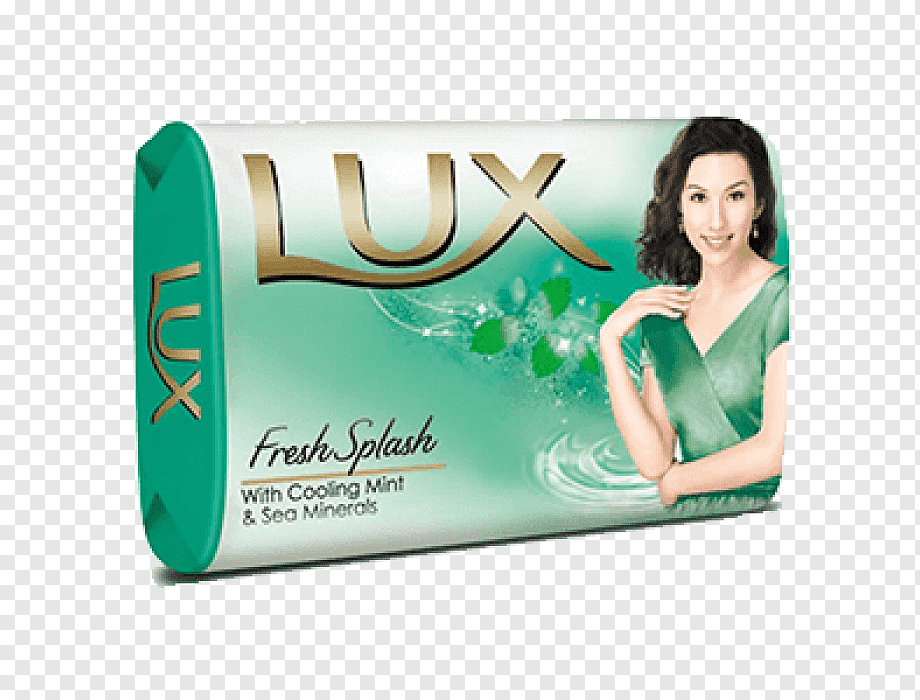 LUX
LUX
Fresh Splash
With Cooling Mint
& Sea Minerals